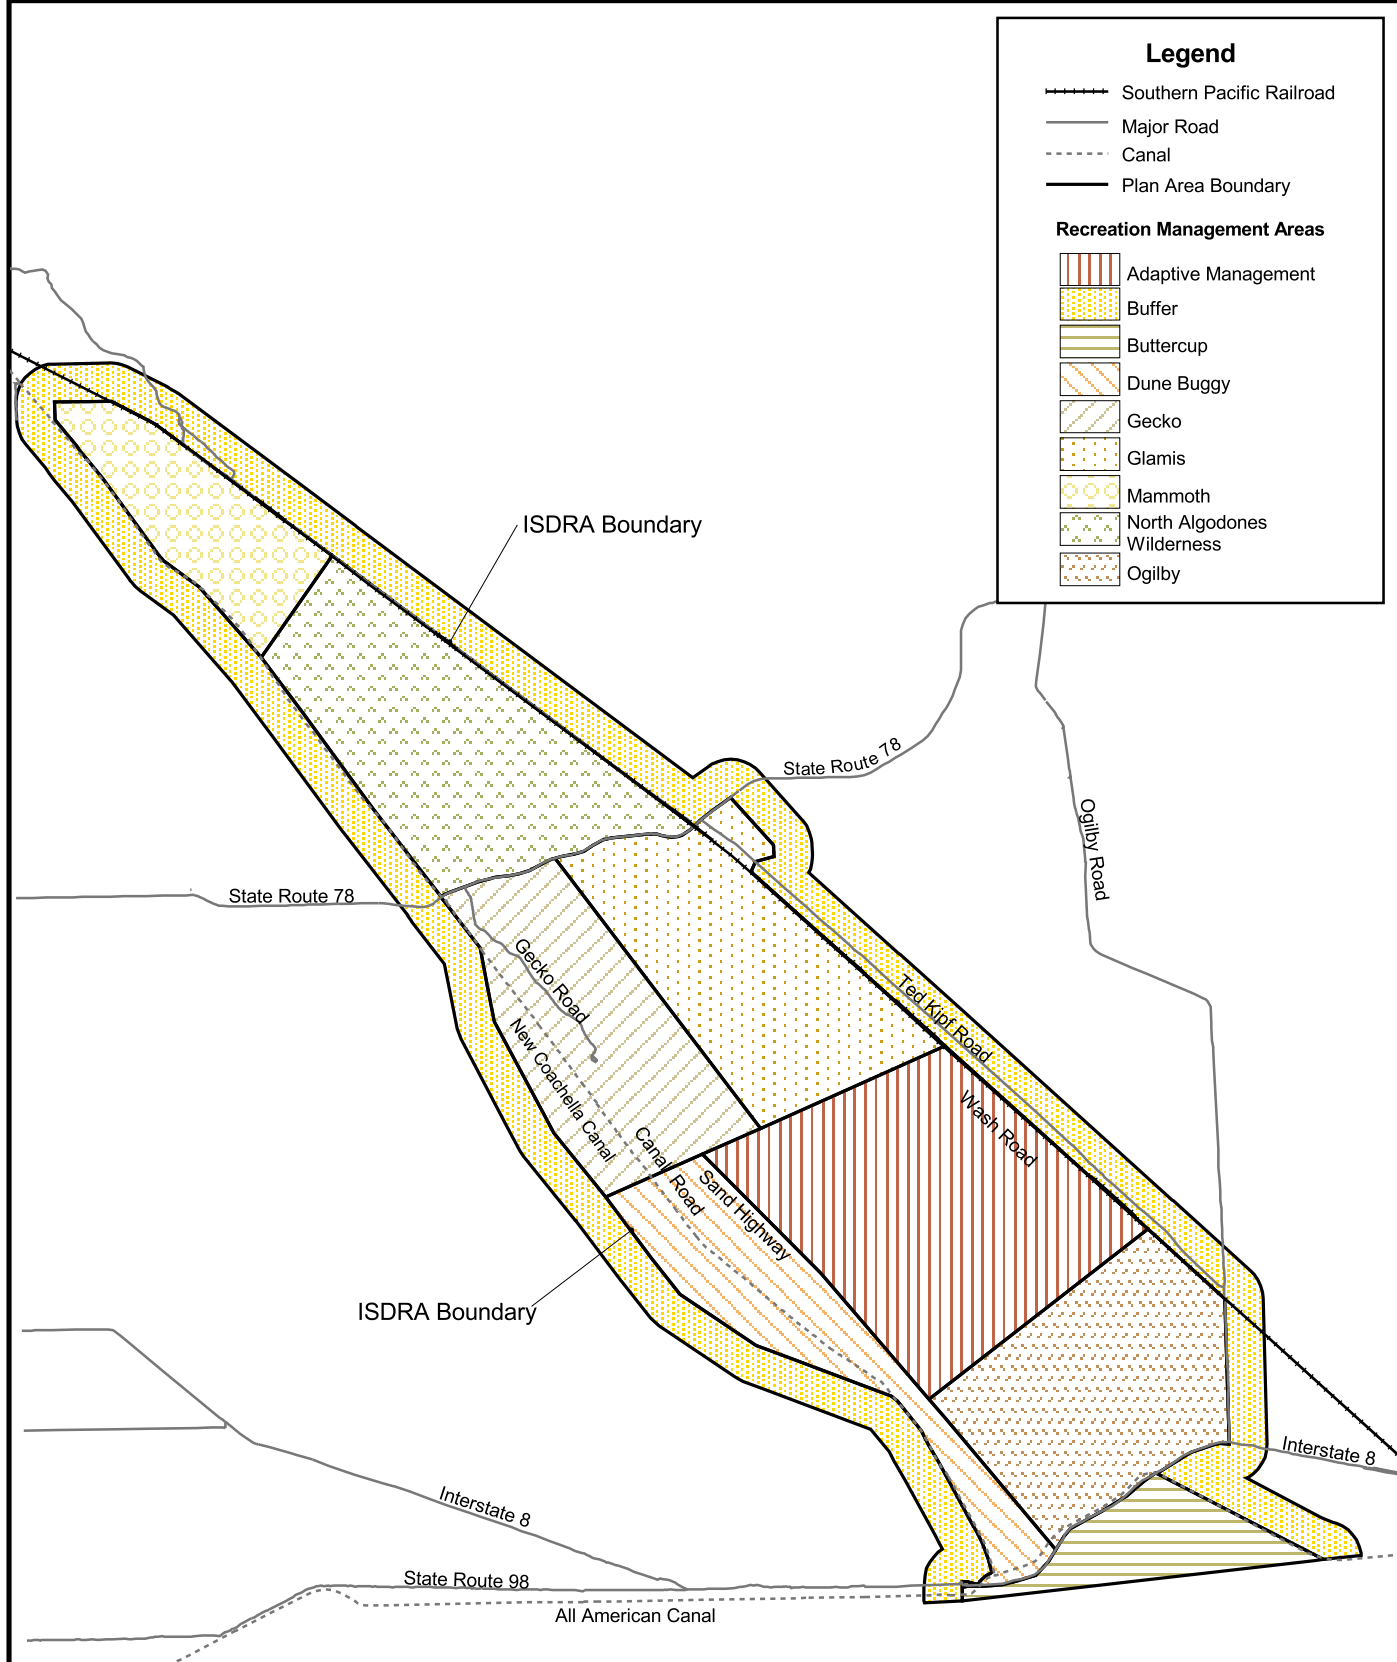 Legend
Southern Pacific Railroad
Major Road
Canal
Plan Area Boundary
Recreation Management Areas
Adaptive Management
Buffer
Buttercup
Dune Buggy
Gecko
Glamis
Mammoth
North Algodones
Wilderness
Ogilby
ISDRA Boundary
State Route 78
Ogilby Road
State Route 78
Gecko Road
Ted Kipf Road
New Coachella Canal
Wash Road
Canal Road
Sand Highway
ISDRA Boundary
Interstate 8
Interstate 8
State Route 98
All American Canal